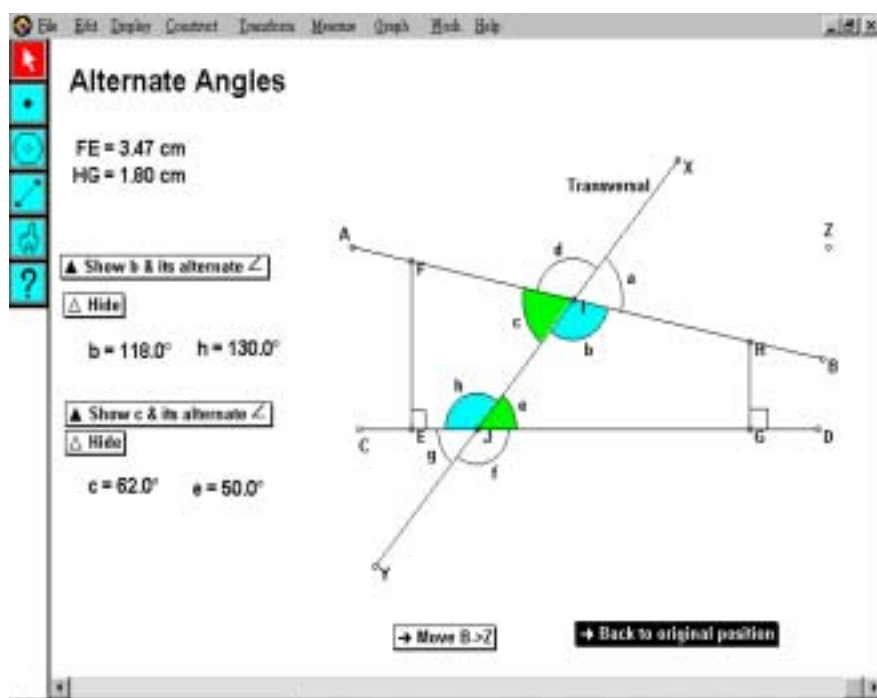 File Edit Display Construct Transform Measure Graph Work Help
Alternate Angles
FE = 3.47 cm
HG = 1.80 cm
X
Transversal
Z
A
d
F
a
▲ Show b & its alternate ∠
I
△ Hide
c
b
H
b = 118.0° h = 130.0°
B
h
e
▲ Show c & its alternate ∠
△ Hide
C E J G D
g f
c = 62.0° e = 50.0°
Y
→ Move B->Z
→ Back to original position
?